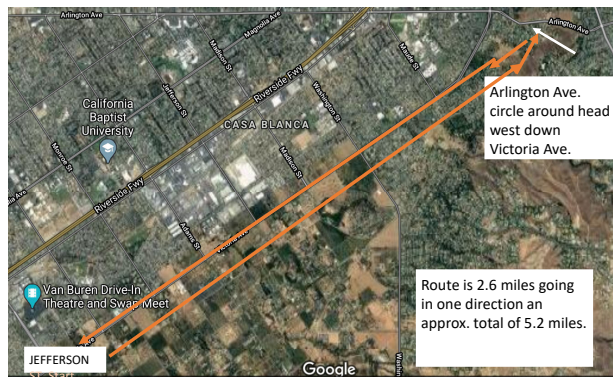 Arlington Ave
Magnolia Ave
Madison St
Riverside Fwy
Maude St
Arlington Ave
Jefferson St
Washington St
California
Baptist
University
CASA BLANCA
Arlington Ave.
circle around head
west down
Victoria Ave.
Monroe St
Madison St
Riverside Fwy
Adams St
Victoria Ave
Van Buren Drive-In
Theatre and Swap Meet
Route is 2.6 miles going
in one direction an
approx. total of 5.2 miles.
JEFFERSON
Google